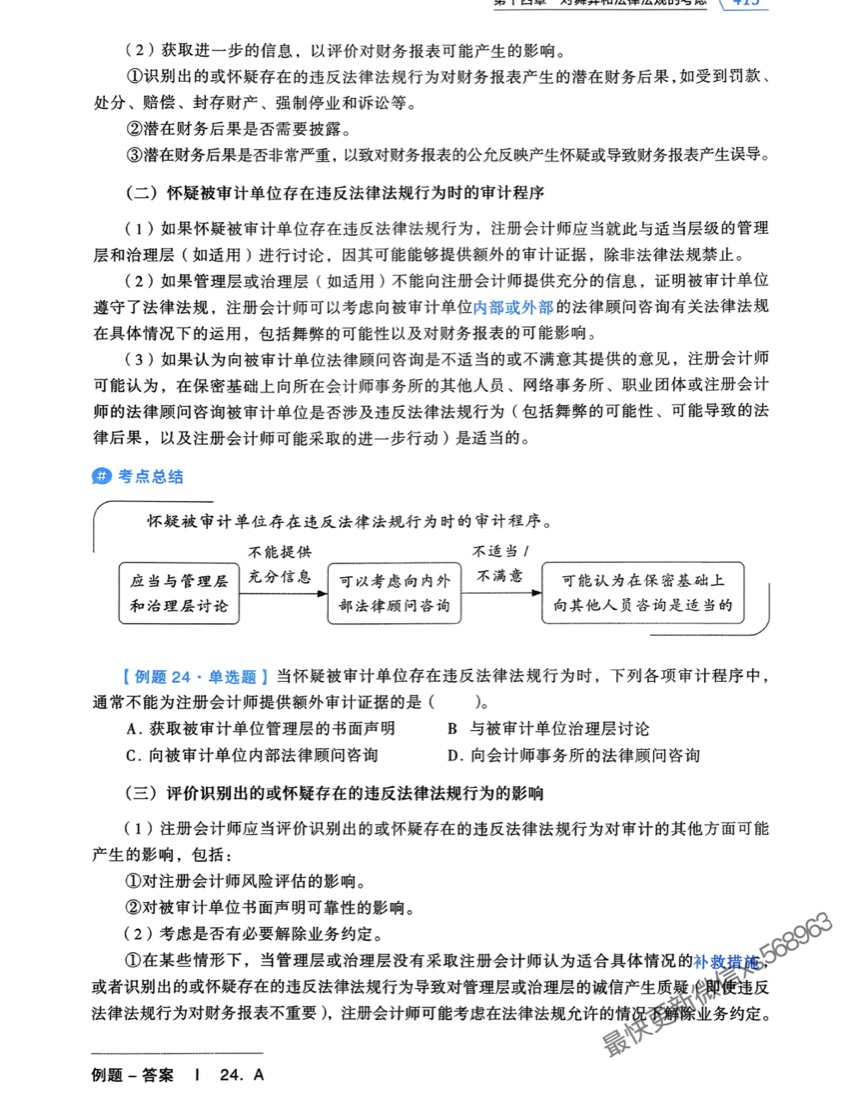 第十四章 对舞弊和法律法规的考虑 415
（2）获取进一步的信息，以评价对财务报表可能产生的影响。
①识别出的或怀疑存在的违反法律法规行为对财务报表产生的潜在财务后果，如受到罚款、
处分、赔偿、封存财产、强制停业和诉讼等。
②潜在财务后果是否需要披露。
③潜在财务后果是否非常严重，以致对财务报表的公允反映产生怀疑或导致财务报表产生误导。
（二）怀疑被审计单位存在违反法律法规行为时的审计程序
（1）如果怀疑被审计单位存在违反法律法规行为，注册会计师应当就此与适当层级的管理
层和治理层（如适用）进行讨论，因其可能能够提供额外的审计证据，除非法律法规禁止。
（2）如果管理层或治理层（如适用）不能向注册会计师提供充分的信息，证明被审计单位
遵守了法律法规，注册会计师可以考虑向被审计单位内部或外部的法律顾问咨询有关法律法规
在具体情况下的运用，包括舞弊的可能性以及对财务报表的可能影响。
（3）如果认为向被审计单位法律顾问咨询是不适当的或不满意其提供的意见，注册会计师
可能认为，在保密基础上向所在会计师事务所的其他人员、网络事务所、职业团体或注册会计
师的法律顾问咨询被审计单位是否涉及违反法律法规行为（包括舞弊的可能性、可能导致的法
律后果，以及注册会计师可能采取的进一步行动）是适当的。
# 考点总结
怀疑被审计单位存在违反法律法规行为时的审计程序。
应当与管理层
和治理层讨论
不能提供
充分信息
可以考虑向内外
部法律顾问咨询
不适当/
不满意
可能认为在保密基础上
向其他人员咨询是适当的
【例题 24·单选题】当怀疑被审计单位存在违反法律法规行为时，下列各项审计程序中，
通常不能为注册会计师提供额外审计证据的是（ ）。
A. 获取被审计单位管理层的书面声明 B 与被审计单位治理层讨论
C. 向被审计单位内部法律顾问咨询 D. 向会计师事务所的法律顾问咨询
（三）评价识别出的或怀疑存在的违反法律法规行为的影响
（1）注册会计师应当评价识别出的或怀疑存在的违反法律法规行为对审计的其他方面可能
产生的影响，包括：
①对注册会计师风险评估的影响。
②对被审计单位书面声明可靠性的影响。
（2）考虑是否有必要解除业务约定。
①在某些情形下，当管理层或治理层没有采取注册会计师认为适合具体情况的补救措施，
或者识别出的或怀疑存在的违反法律法规行为导致对管理层或治理层的诚信产生质疑（即使违反
法律法规行为对财务报表不重要），注册会计师可能考虑在法律法规允许的情况下解除业务约定。
例题-答案 | 24. A